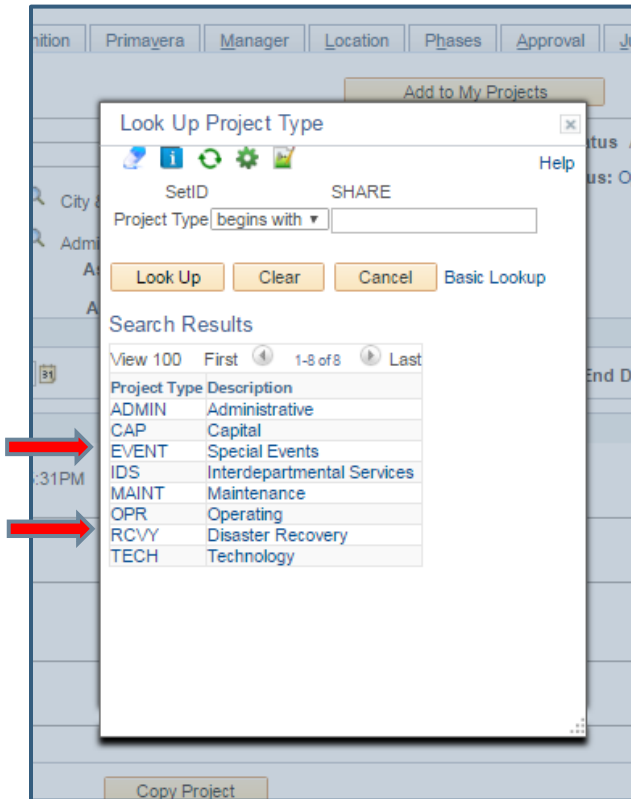 nition Primavera Manager Location Phases Approval Ju
Add to My Projects
Look Up Project Type
tus A
Help
us: O
SetID SHARE
City &
Project Type begins with
Admi
A
Look Up Clear Cancel Basic Lookup
A
Search Results
View 100 First 1-8 of 8 Last
31
End D
Project Type Description
ADMIN Administrative
CAP Capital
EVENT Special Events
IDS Interdepartmental Services
:31PM
MAINT Maintenance
OPR Operating
RCVY Disaster Recovery
TECH Technology
Copy Project